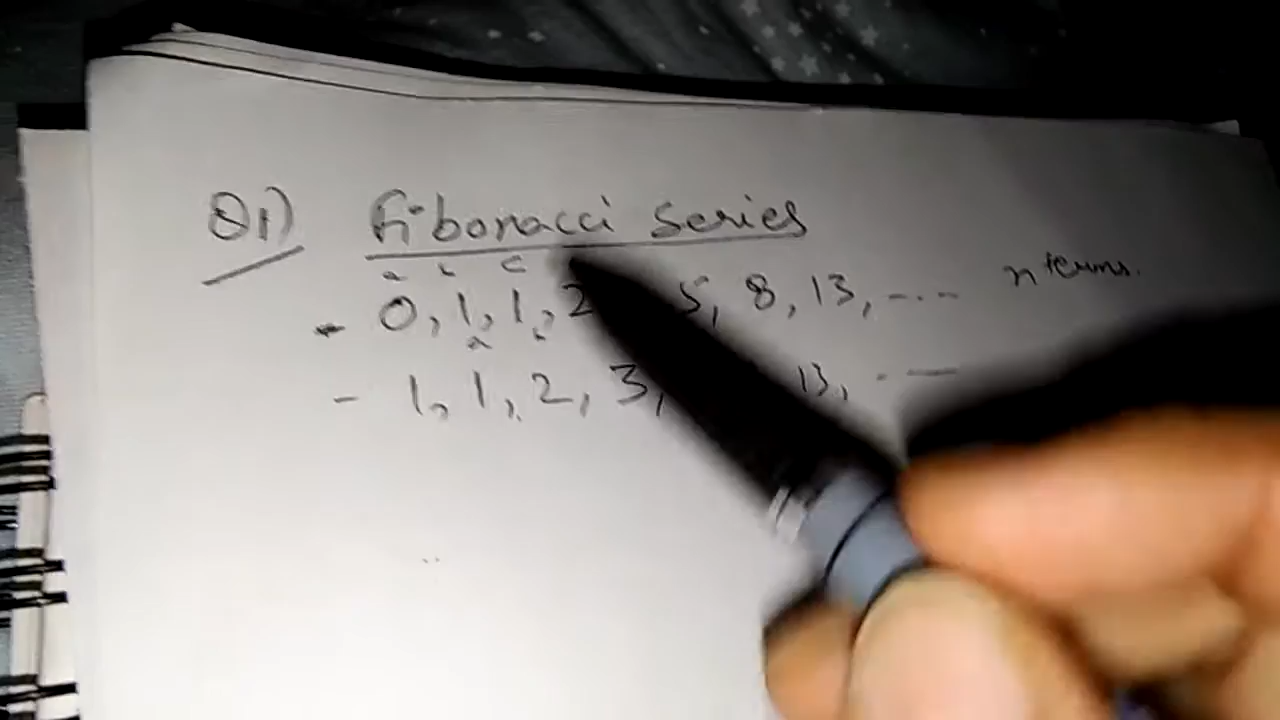 Q1) Fibonacci Series
a b c
- 0, 1, 1, 2 5, 8, 13, -... n terms.
a b
- 1, 1, 2, 3, 13, . —